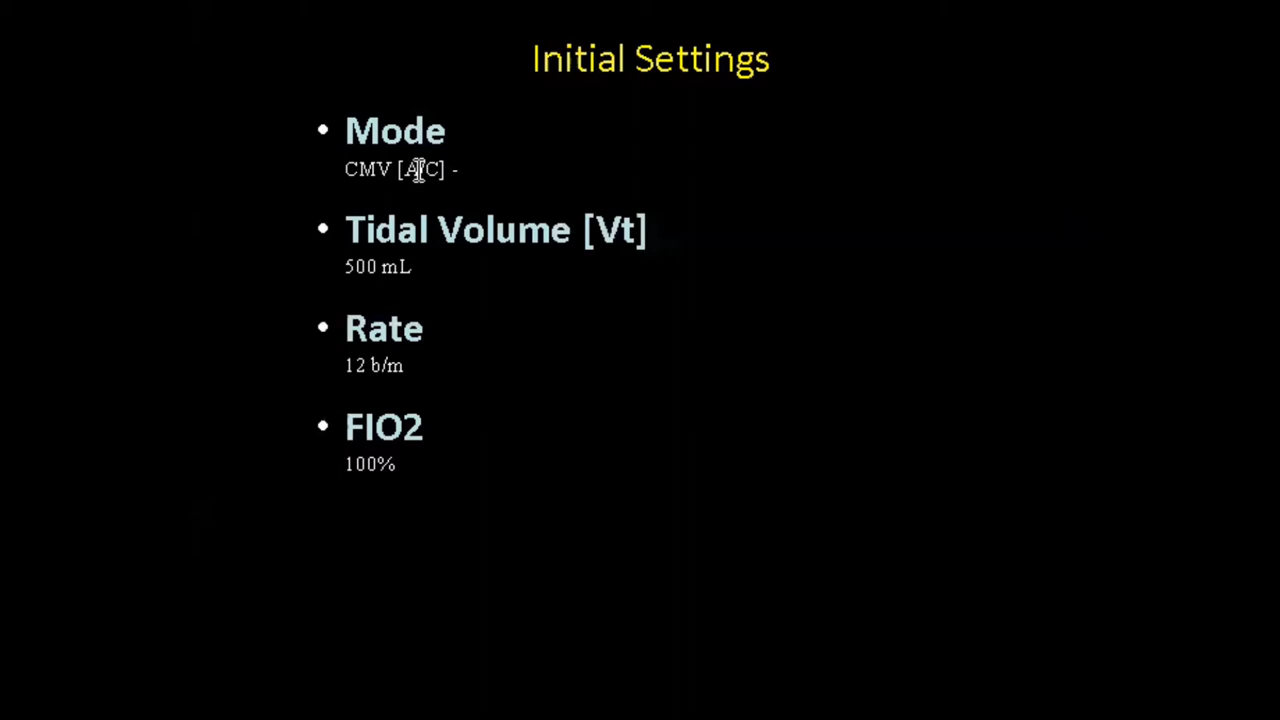 Initial Settings
• Mode
CMV [A/C] -
• Tidal Volume [Vt]
500 mL
• Rate
12 b/m
• FIO2
100%